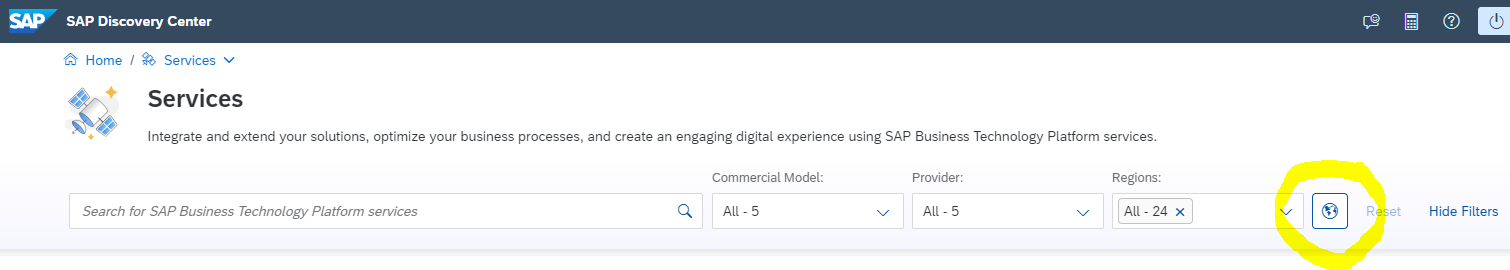 SAP SAP Discovery Center
Home / Services
Services
Integrate and extend your solutions, optimize your business processes, and create an engaging digital experience using SAP Business Technology Platform services.
Commercial Model: Provider: Regions:
Search for SAP Business Technology Platform services All - 5 All - 5 All - 24 Reset Hide Filters